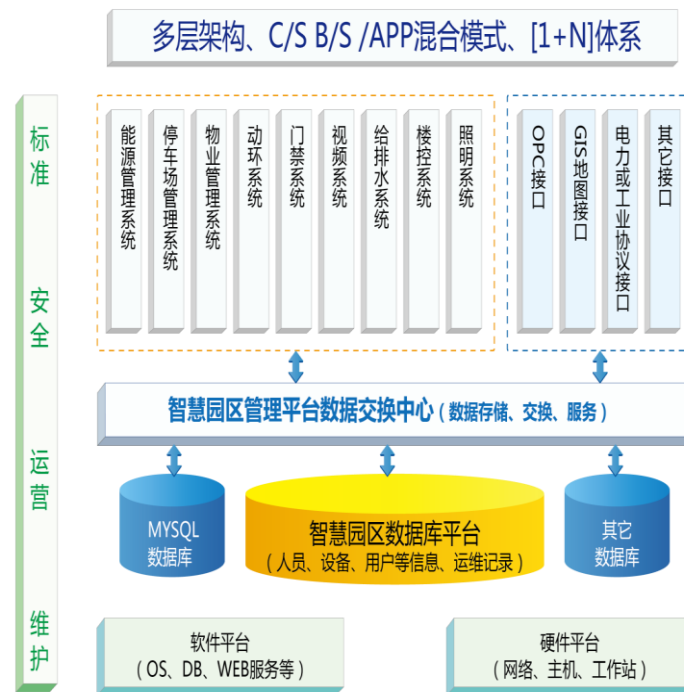 多层架构、C/S B/S /APP混合模式、[1+N]体系
标准
安全
运营
维护
能源管理系统
停车场管理系统
物业管理系统
动环系统
门禁系统
视频系统
给排水系统
楼控系统
照明系统
OPC接口
GIS地图接口
电力或工业协议接口
其它接口
智慧园区管理平台数据交换中心（数据存储、交换、服务）
MYSQL
数据库
智慧园区数据库平台
（人员、设备、用户等信息、运维记录）
其它
数据库
软件平台
（OS、DB、WEB服务等）
硬件平台
（网络、主机、工作站）